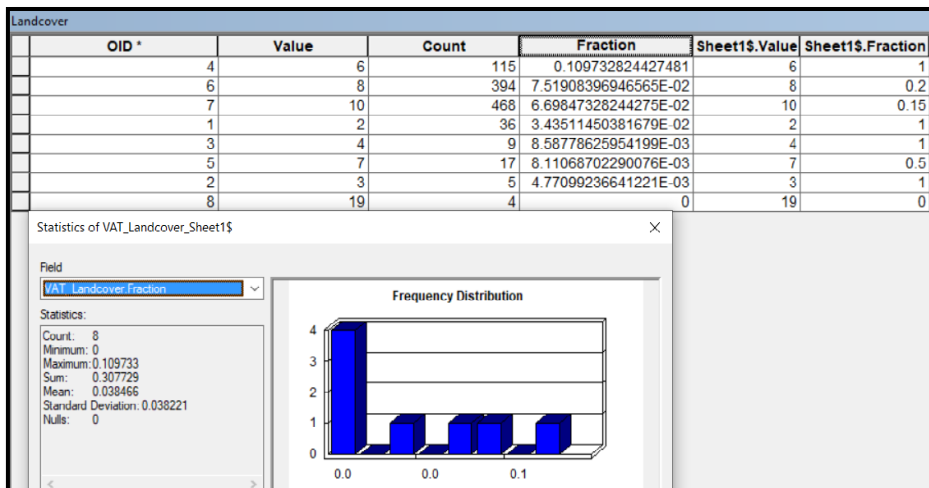 Landcover
OID * Value Count Fraction Sheet1$.Value Sheet1$.Fraction
4 6 115 0.109732824427481 6 1
6 8 394 7.51908396946565E-02 8 0.2
7 10 468 6.69847328244275E-02 10 0.15
1 2 36 3.43511450381679E-02 2 1
3 4 9 8.58778625954199E-03 4 1
5 7 17 8.11068702290076E-03 7 0.5
2 3 5 4.77099236641221E-03 3 1
8 19 4 0 19 0
Statistics of VAT_Landcover_Sheet1$
Field
VAT_Landcover.Fraction
Statistics:
Count: 8
Minimum: 0
Maximum: 0.109733
Sum: 0.307729
Mean: 0.038466
Standard Deviation: 0.038221
Nulls: 0
Frequency Distribution
4
3
2
1
0
0.0 0.0 0.1